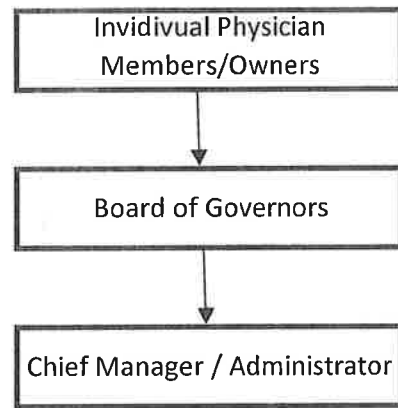 Invidivual Physician
Members/Owners
Board of Governors
Chief Manager / Administrator